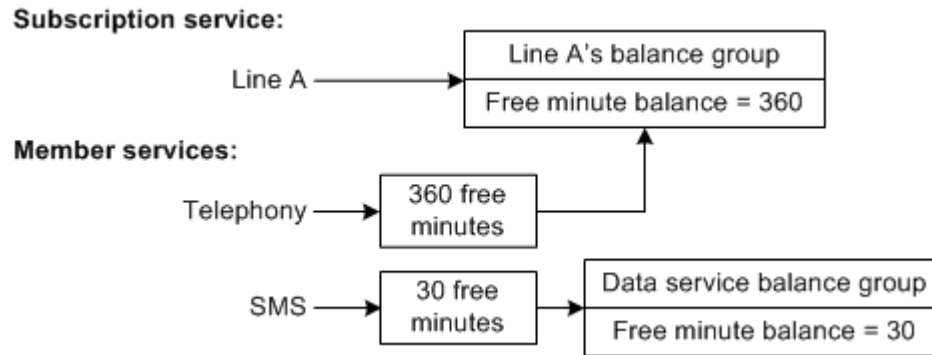 Subscription service:
Line A
Line A's balance group
Free minute balance = 360
Member services:
Telephony
360 free
minutes
SMS
30 free
minutes
Data service balance group
Free minute balance = 30